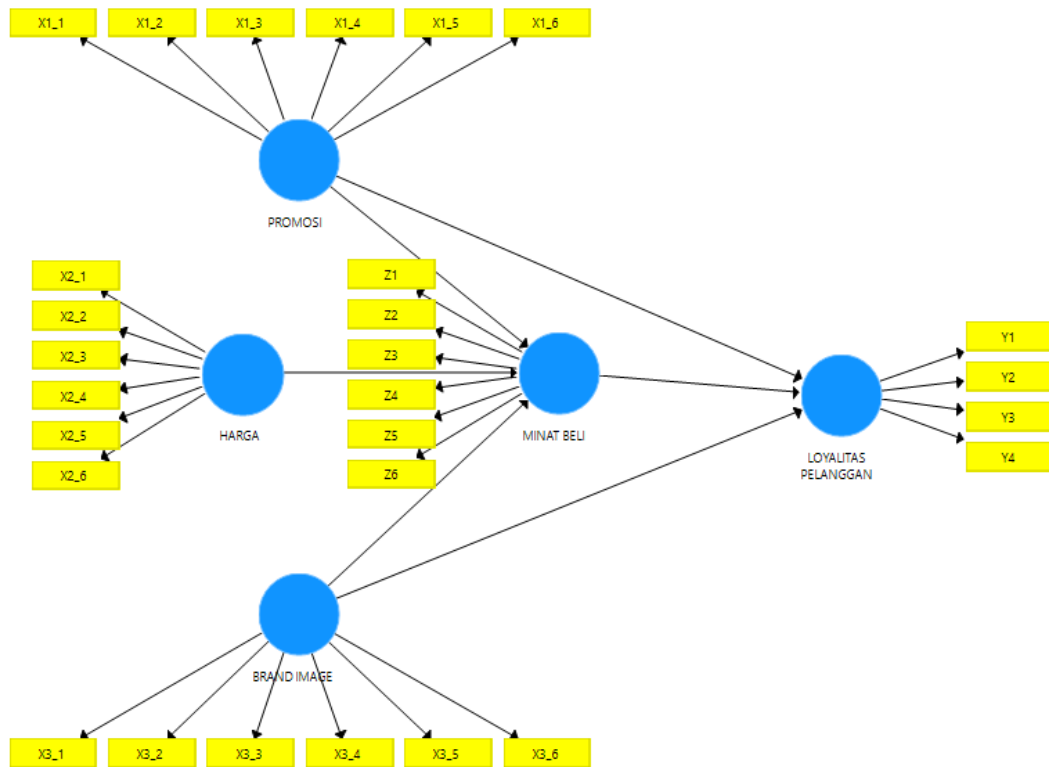 X1_1
X1_2
X1_3
X1_4
X1_5
X1_6
PROMOSI
X2_1
X2_2
X2_3
X2_4
X2_5
X2_6
HARGA
Z1
Z2
Z3
Z4
Z5
Z6
MINAT BELI
LOYALITAS
PELANGGAN
Y1
Y2
Y3
Y4
BRAND IMAGE
X3_1
X3_2
X3_3
X3_4
X3_5
X3_6